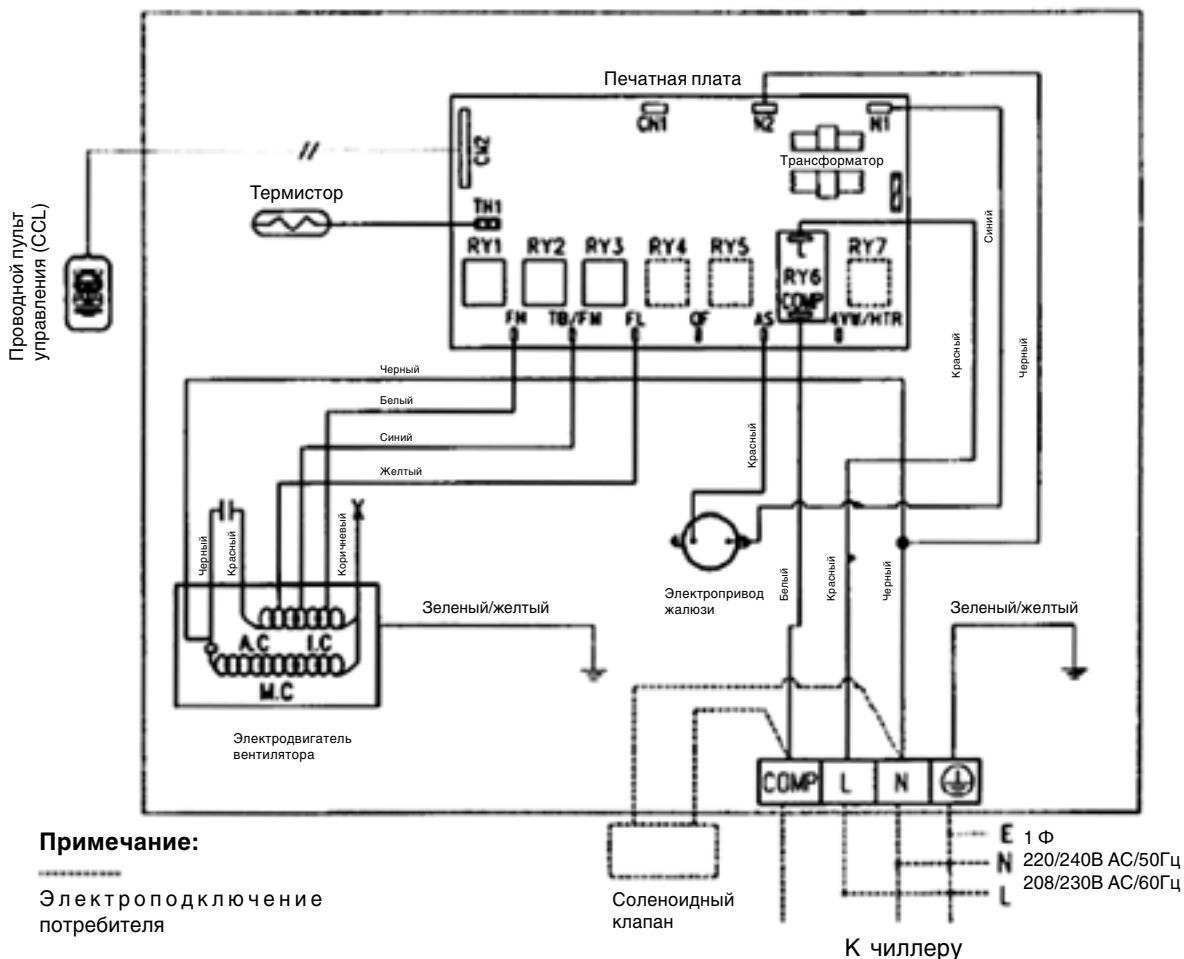 Печатная плата
CN1
N2
N1
CN2
Трансформатор
Термистор
TH1
Проводной пульт
управления (CCL)
RY1
RY2
RY3
RY4
RY5
L
RY6
COMP
RY7
FH
TB/FM
FL
OF
AS
4VM/HTR
Синий
Красный
Черный
Черный
Белый
Синий
Желтый
Красный
Черный
Красный
Коричневый
Электропривод
жалюзи
Белый
Красный
Черный
A.C
I.C
M.C
Зеленый/желтый
Зеленый/желтый
Электродвигатель
вентилятора
COMP
L
N
Примечание:
Электроподключение
потребителя
Соленоидный
клапан
E 1 Ф
N 220/240В AC/50Гц
L 208/230В AC/60Гц
К чиллеру